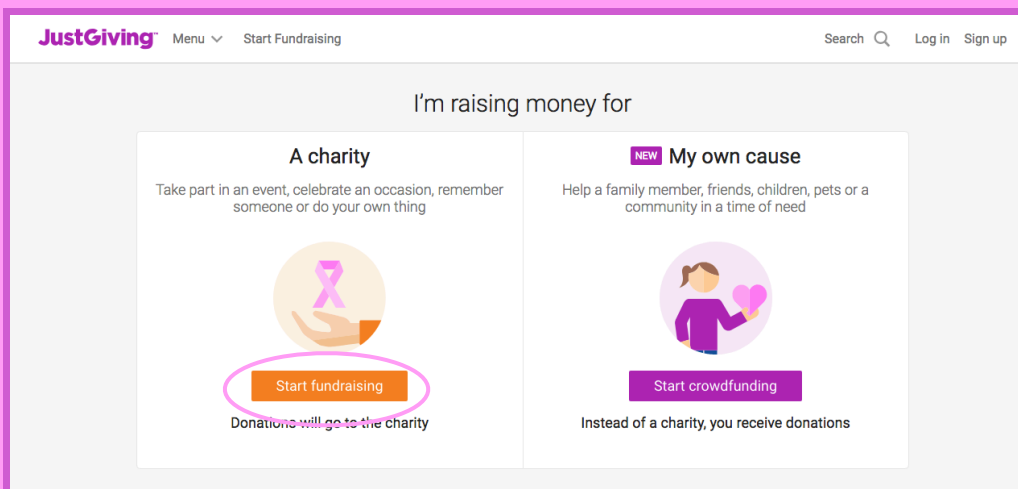 JustGiving™ Menu Start Fundraising Search Log in Sign up
I'm raising money for
A charity
Take part in an event, celebrate an occasion, remember
someone or do your own thing
Start fundraising
Donations will go to the charity
NEW My own cause
Help a family member, friends, children, pets or a
community in a time of need
Start crowdfunding
Instead of a charity, you receive donations